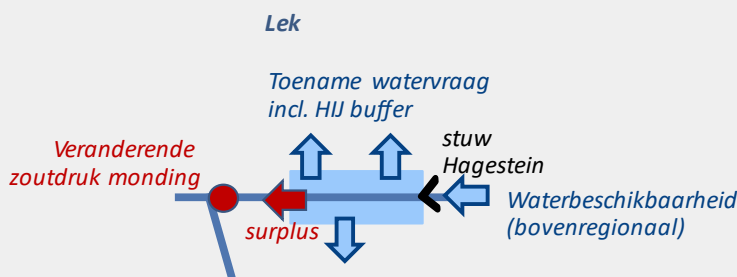 Lek
Toename watervraag
incl. HIJ buffer
stuw
Hagestein
Veranderende
zoutdruk monding
surplus
Waterbeschikbaarheid
(bovenregionaal)